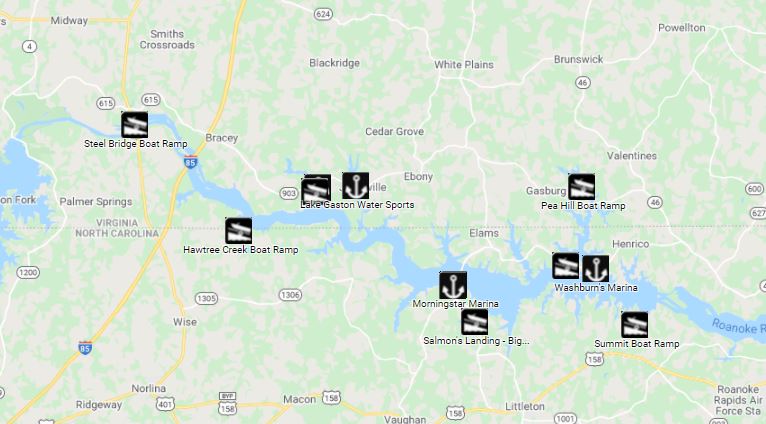 Midway
624
Powellton
Smiths
Crossroads
4
Blackridge
White Plains
Brunswick
46
615
615
Steel Bridge Boat Ramp
Bracey
Cedar Grove
85
Valentines
Ebony
903
ville
Gasburg
on Fork
Palmer Springs
Lake Gaston Water Sports
Pea Hill Boat Ramp
46
600
627
VIRGINIA
NORTH CAROLINA
Hawtree Creek Boat Ramp
Elams
Henrico
1200
Washburn's Marina
1305
1306
Morningstar Marina
Wise
Roanoke R
Salmon's Landing - Big...
Summit Boat Ramp
85
158
Norlina
Roanoke
Rapids Air
Force Sta
Ridgeway
401
BYP
158
Macon
158
158
Littleton
Vaughan
1001